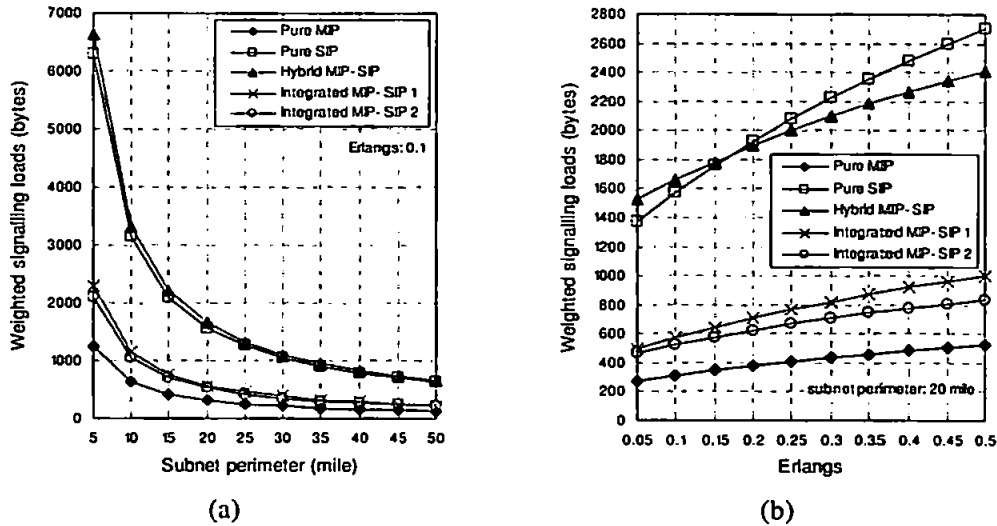 7000
6000
5000
4000
3000
2000
1000
0
Weighted signalling loads (bytes)
Pure MIP
Pure SIP
Hybrid MIP-SIP
Integrated MIP-SIP 1
Integrated MIP-SIP 2
Erlangs: 0.1
5 10 15 20 25 30 35 40 45 50
Subnet perimeter (mile)
(a)
2800
2600
2400
2200
2000
1800
1600
1400
1200
1000
800
600
400
200
0
Weighted signalling loads (bytes)
Pure MIP
Pure SIP
Hybrid MIP-SIP
Integrated MIP-SIP 1
Integrated MIP-SIP 2
subnet perimeter: 20 mile
0.05 0.1 0.15 0.2 0.25 0.3 0.35 0.4 0.45 0.5
Erlangs
(b)